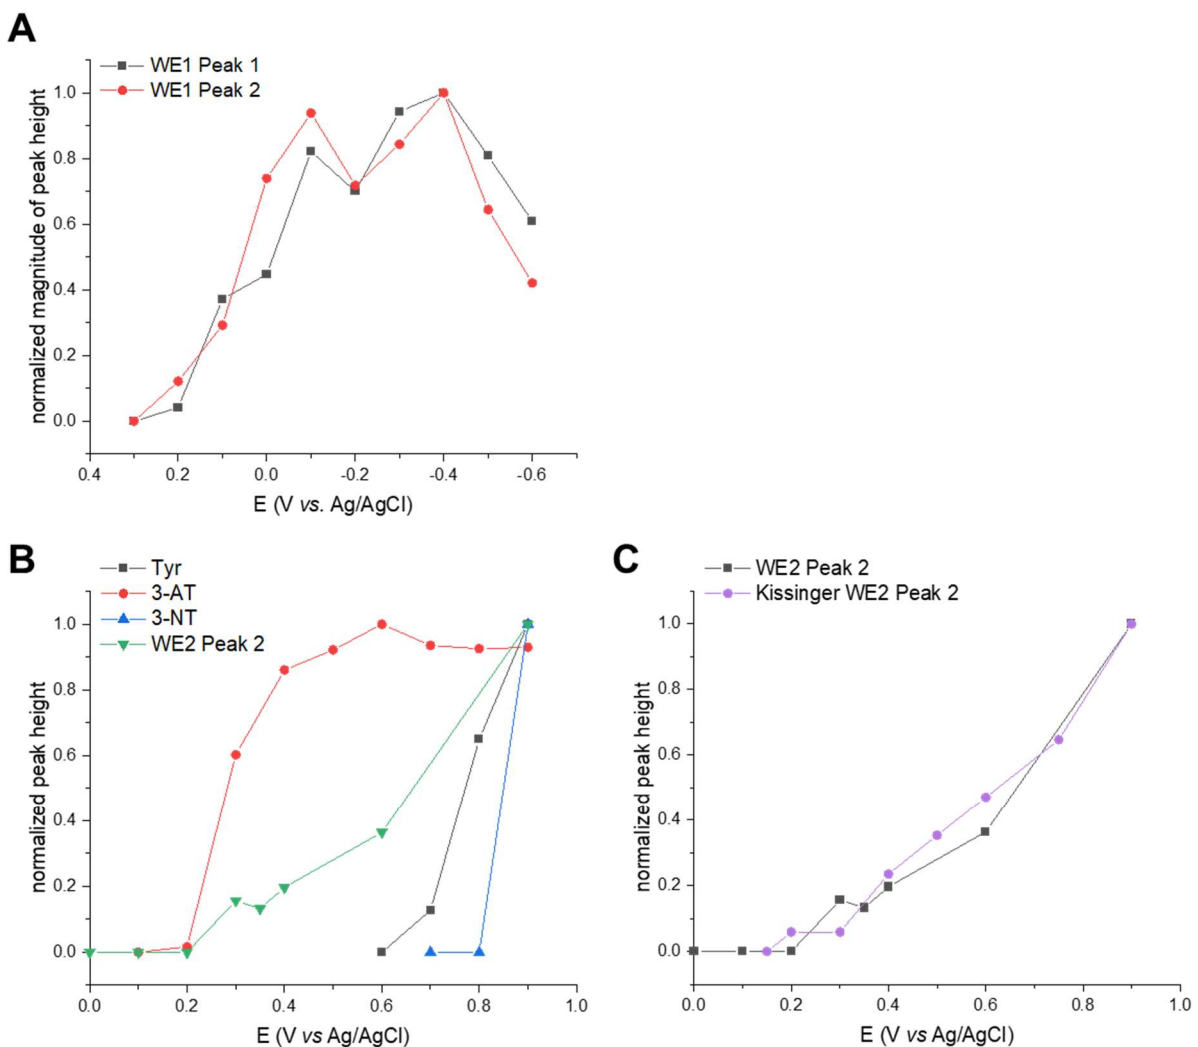 A
WE1 Peak 1
WE1 Peak 2
normalized magnitude of peak height
1.0
0.8
0.6
0.4
0.2
0.0
0.4 0.2 0.0 -0.2 -0.4 -0.6
E (V vs. Ag/AgCl)
B
Tyr
3-AT
3-NT
WE2 Peak 2
normalized peak height
1.0
0.8
0.6
0.4
0.2
0.0
0.0 0.2 0.4 0.6 0.8 1.0
E (V vs Ag/AgCl)
C
WE2 Peak 2
Kissinger WE2 Peak 2
normalized peak height
1.0
0.8
0.6
0.4
0.2
0.0
0.0 0.2 0.4 0.6 0.8 1.0
E (V vs Ag/AgCl)